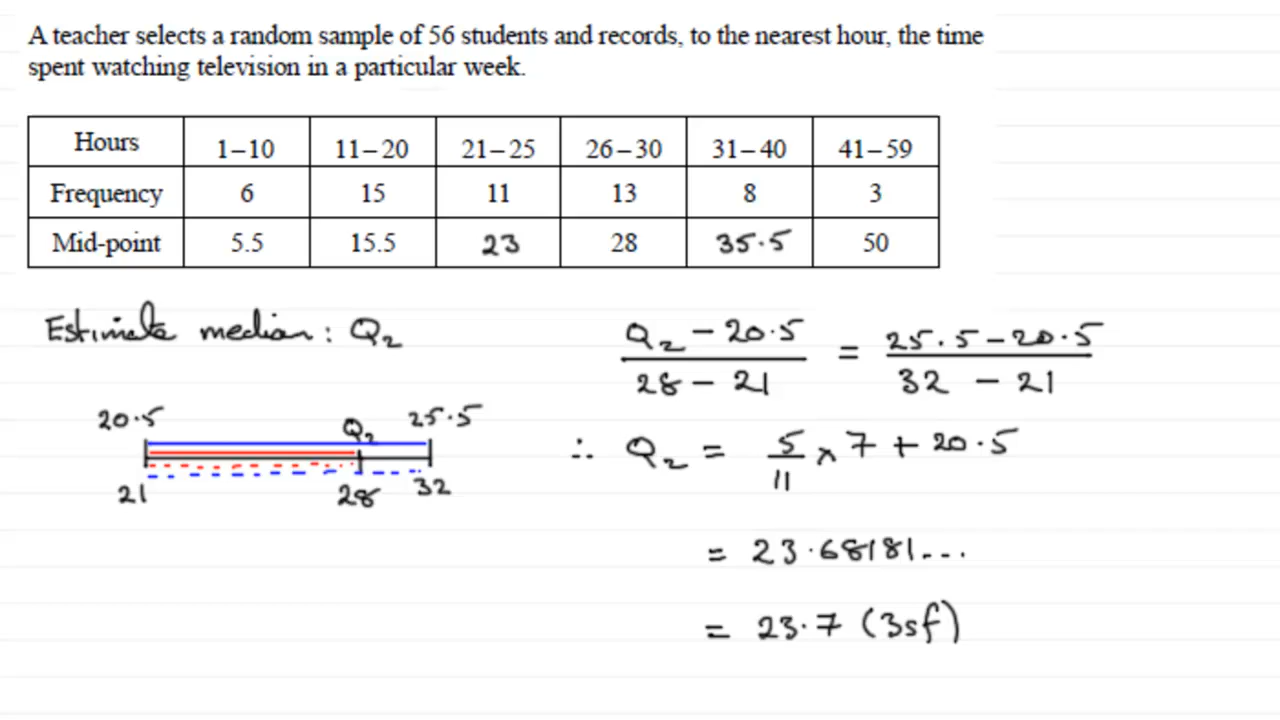 A teacher selects a random sample of 56 students and records, to the nearest hour, the time
spent watching television in a particular week.
Hours 1–10 11–20 21–25 26–30 31–40 41–59
Frequency 6 15 11 13 8 3
Mid-point 5.5 15.5 23 28 35.5 50
Estimate median: Q₂
20.5 Q₂ 25.5
21 28 32
Q₂ – 20.5 / 28 – 21 = 25.5 – 20.5 / 32 – 21
∴ Q₂ = 5/11 × 7 + 20.5
= 23.68181...
= 23.7 (3sf)